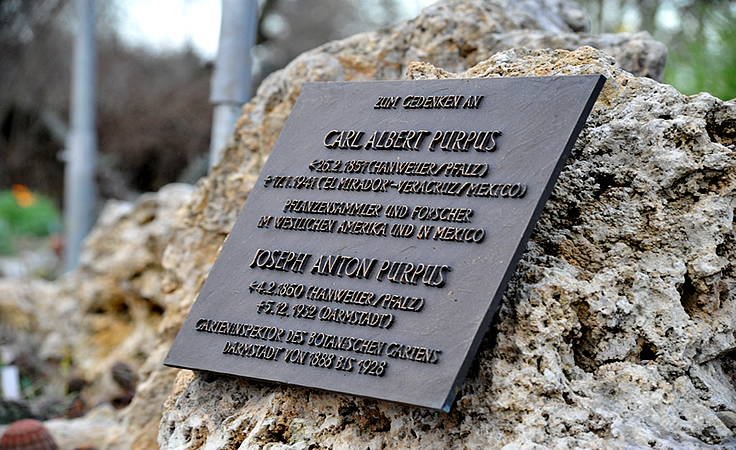 ZUM GEDENKEN AN
CARL ALBERT PURPUS
*26.2.1851 (HANWEILER/PFALZ)
+17.1.1941 (EL MIRADOR-VERACRUZ/MEXICO)
PFLANZENSAMMLER UND FORSCHER
IM WESTLICHEN AMERIKA UND IN MEXICO
JOSEPH ANTON PURPUS
*4.2.1860 (HANWEILER/PFALZ)
+5.12.1932 (DARMSTADT)
GARTENINSPEKTOR DES BOTANISCHEN GARTENS
DARMSTADT VON 1888 BIS 1928